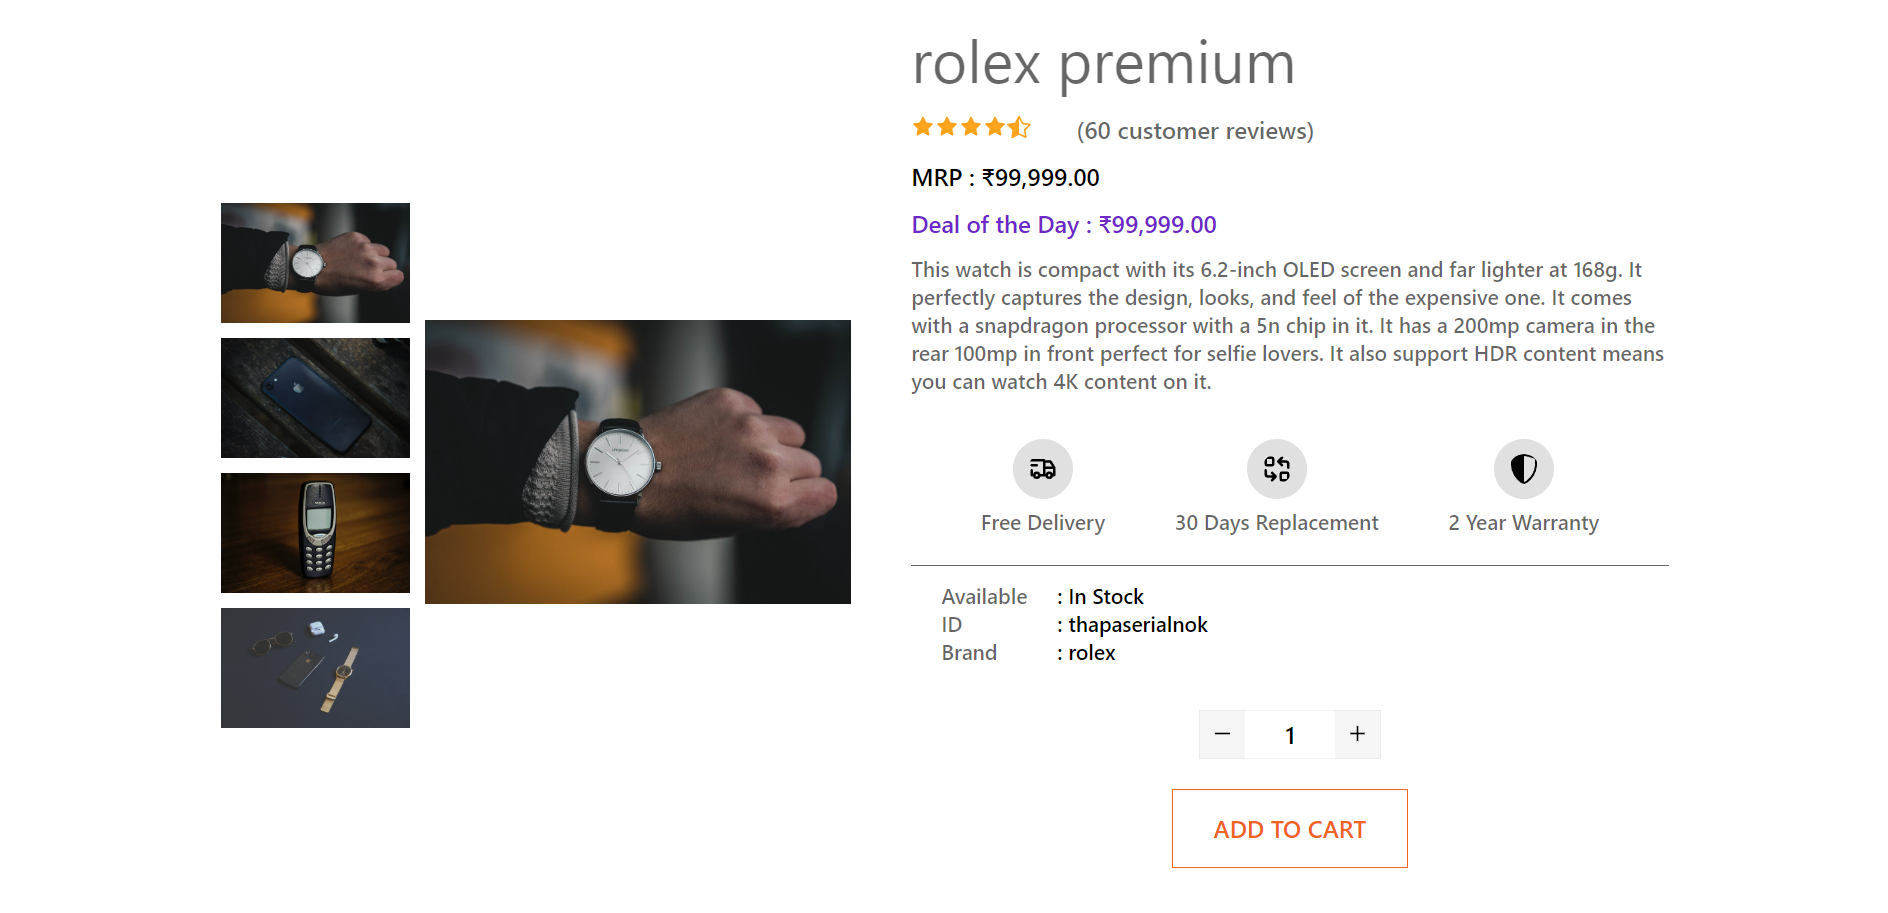 rolex premium
(60 customer reviews)
MRP : ₹99,999.00
Deal of the Day : ₹99,999.00
This watch is compact with its 6.2-inch OLED screen and far lighter at 168g. It
perfectly captures the design, looks, and feel of the expensive one. It comes
with a snapdragon processor with a 5n chip in it. It has a 200mp camera in the
rear 100mp in front perfect for selfie lovers. It also support HDR content means
you can watch 4K content on it.
Free Delivery
30 Days Replacement
2 Year Warranty
Available : In Stock
ID : thapaserialnok
Brand : rolex
− 1 +
ADD TO CART